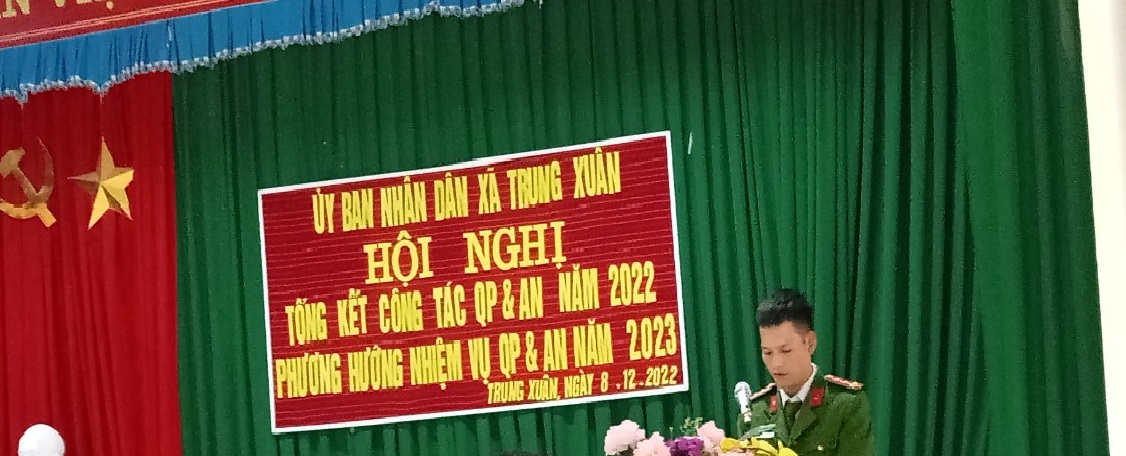 ỦY BAN NHÂN DÂN XÃ TRUNG XUÂN
HỘI NGHỊ
TỔNG KẾT CÔNG TÁC QP & AN NĂM 2022
PHƯƠNG HƯỚNG NHIỆM VỤ QP & AN NĂM 2023
TRUNG XUÂN, NGÀY 8.12.2022